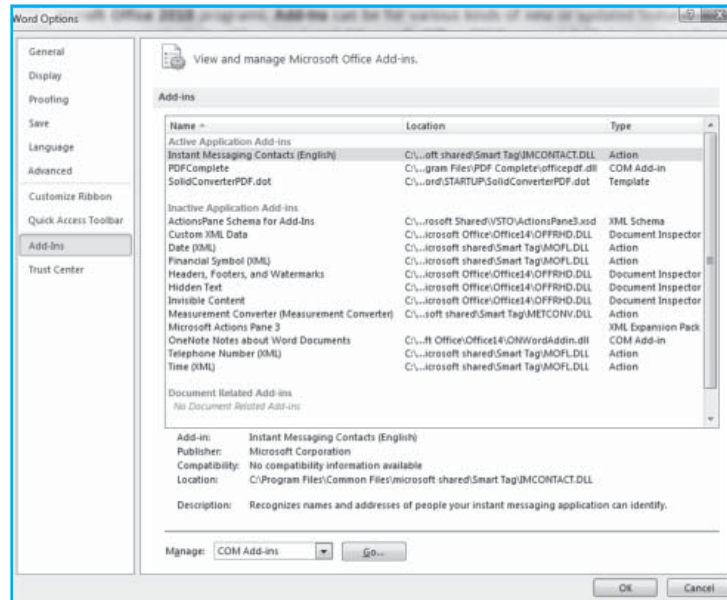 Word Options
General
Display
Proofing
Save
Language
Advanced
Customize Ribbon
Quick Access Toolbar
Add-Ins
Trust Center
View and manage Microsoft Office Add-ins.
Add-ins
Name Location Type
Active Application Add-ins
Instant Messaging Contacts (English) C:\...oft shared\Smart Tag\IMCONTACT.DLL Action
PDFComplete C:\...gram Files\PDF Complete\officepdf.dll COM Add-in
SolidConverterPDF.dot C:\...ord\STARTUP\SolidConverterPDF.dot Template
Inactive Application Add-ins
ActionsPane Schema for Add-Ins C:\...rosoft Shared\VSTO\ActionsPane3.xsd XML Schema
Custom XML Data C:\...icrosoft Office\Office14\OFFRHD.DLL Document Inspector
Date (XML) C:\...icrosoft shared\Smart Tag\MOFL.DLL Action
Financial Symbol (XML) C:\...icrosoft shared\Smart Tag\MOFL.DLL Action
Headers, Footers, and Watermarks C:\...icrosoft Office\Office14\OFFRHD.DLL Document Inspector
Hidden Text C:\...icrosoft Office\Office14\OFFRHD.DLL Document Inspector
Invisible Content C:\...icrosoft Office\Office14\OFFRHD.DLL Document Inspector
Measurement Converter (Measurement Converter) C:\...soft shared\Smart Tag\METCONV.DLL Action
Microsoft Actions Pane 3 XML Expansion Pack
OneNote Notes about Word Documents C:\...ft Office\Office14\ONWordAddin.dll COM Add-in
Telephone Number (XML) C:\...icrosoft shared\Smart Tag\MOFL.DLL Action
Time (XML) C:\...icrosoft shared\Smart Tag\MOFL.DLL Action
Document Related Add-ins
No Document Related Add-ins
Add-in: Instant Messaging Contacts (English)
Publisher: Microsoft Corporation
Compatibility: No compatibility information available
Location: C:\Program Files\Common Files\microsoft shared\Smart Tag\IMCONTACT.DLL
Description: Recognizes names and addresses of people your instant messaging application can identify.
Manage: COM Add-ins Go...
OK Cancel